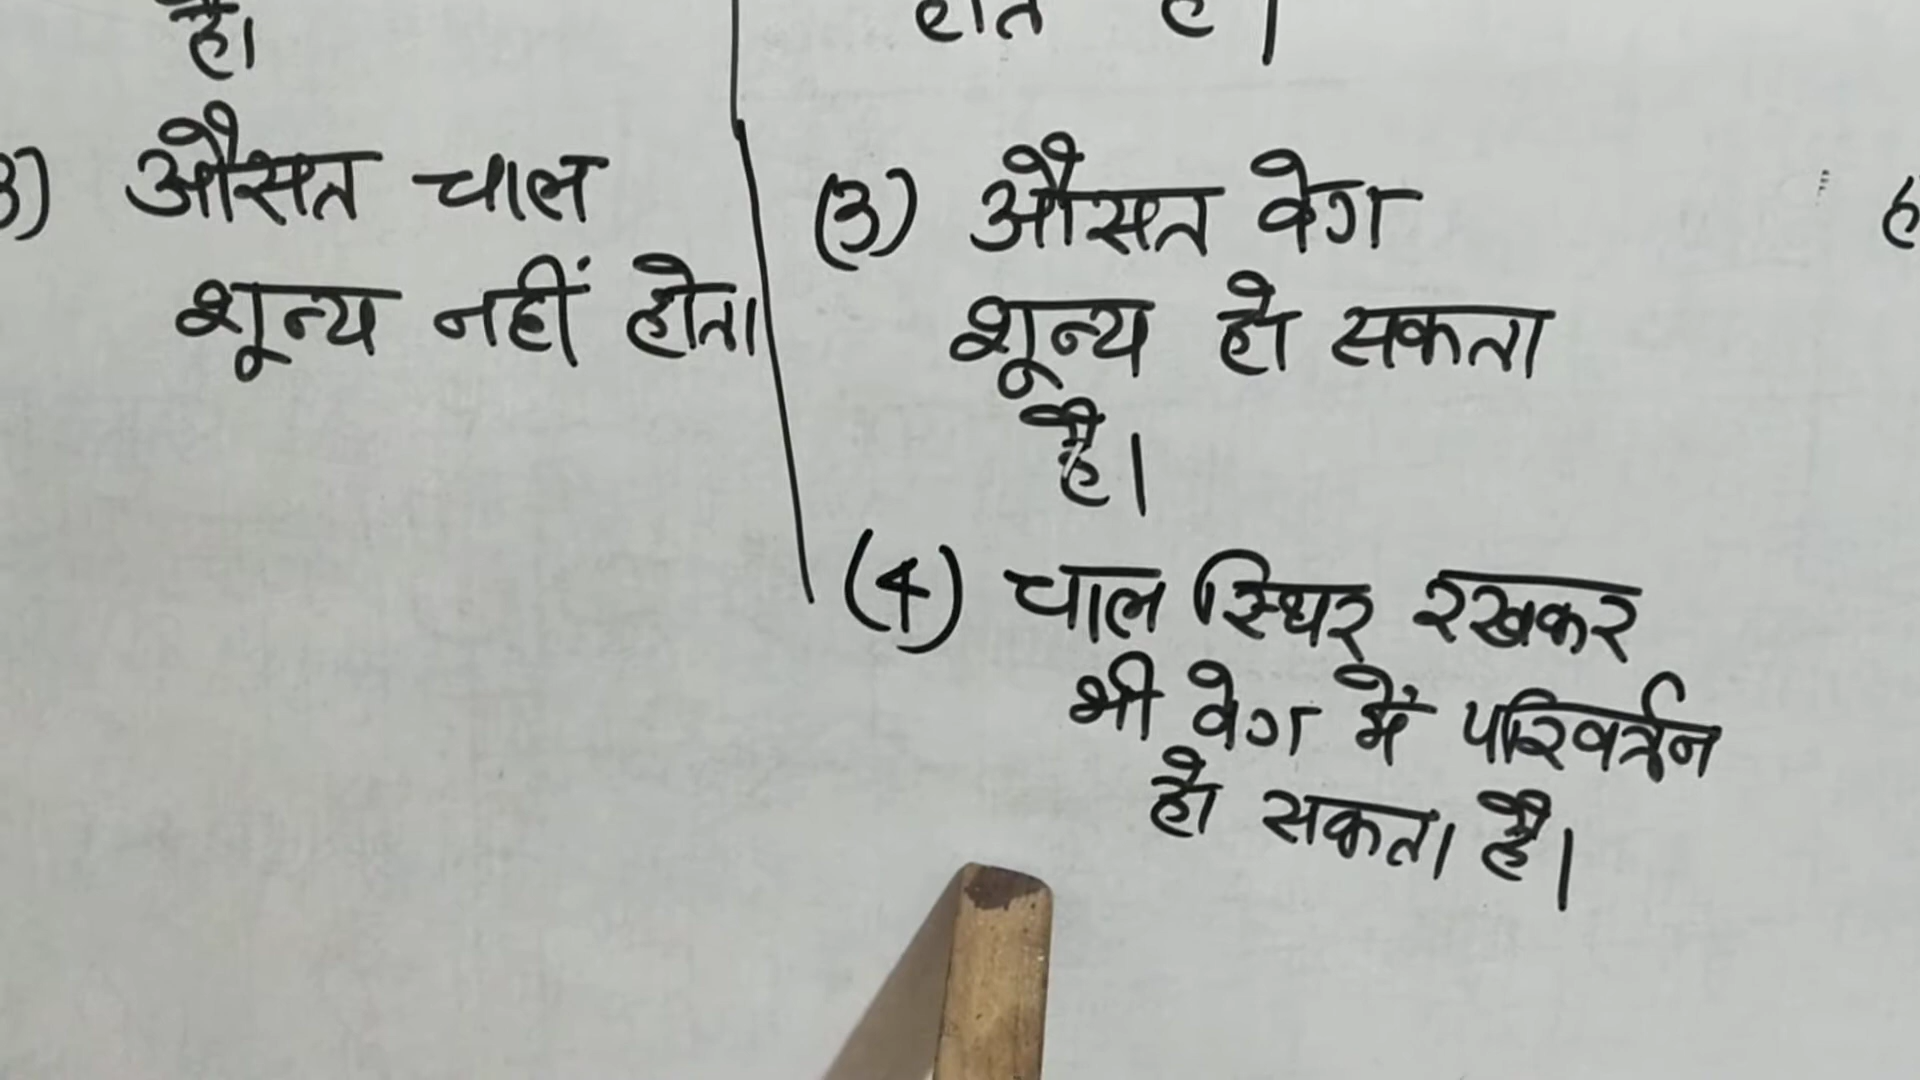 है।
होते है।
3) औसत चाल
शून्य नहीं होता
(3) औसत वेग
शून्य हो सकता
है।
(4) चाल स्थिर रखकर
भी वेग में परिवर्तन
हो सकता है।